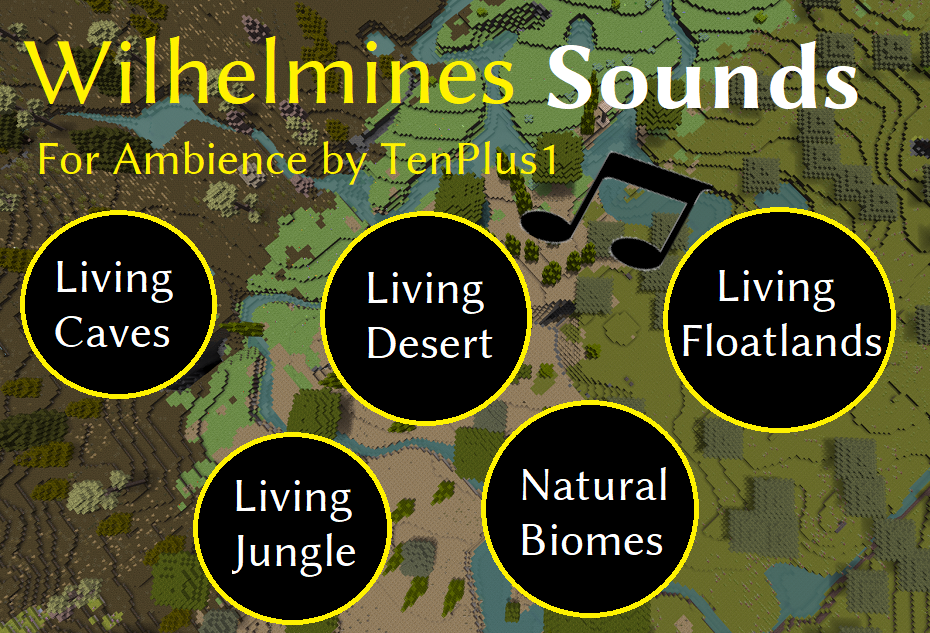 Wilhelmines Sounds
For Ambience by TenPlus1
Living
Caves
Living
Desert
Living
Floatlands
Living
Jungle
Natural
Biomes